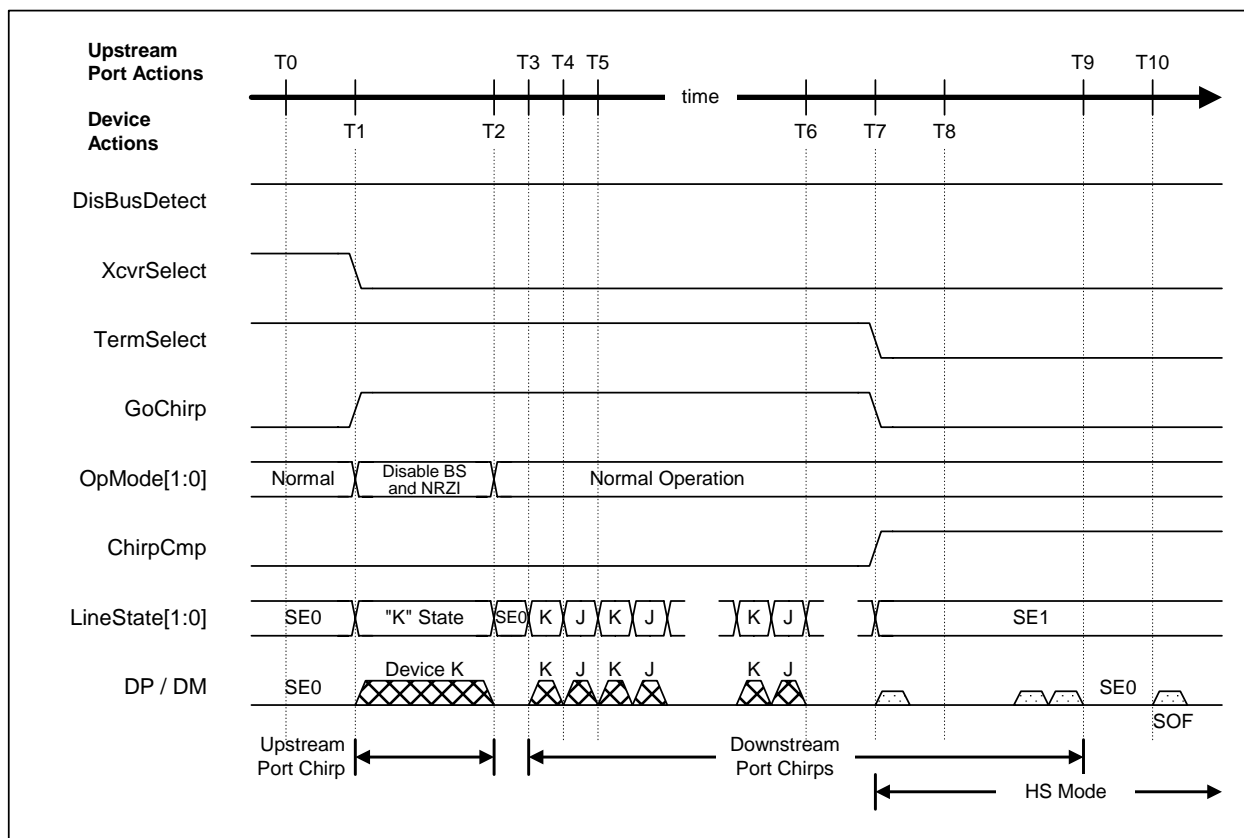 Upstream
Port Actions
T0 T3 T4 T5 T9 T10
time
Device
Actions
T1 T2 T6 T7 T8
DisBusDetect
XcvrSelect
TermSelect
GoChirp
OpMode[1:0] Normal Disable BS
and NRZI Normal Operation
ChirpCmp
LineState[1:0] SE0 "K" State SE0 K J K J K J SE1
Device K K J K J K J
DP / DM SE0 SE0
SOF
Upstream
Port Chirp
Downstream
Port Chirps
HS Mode